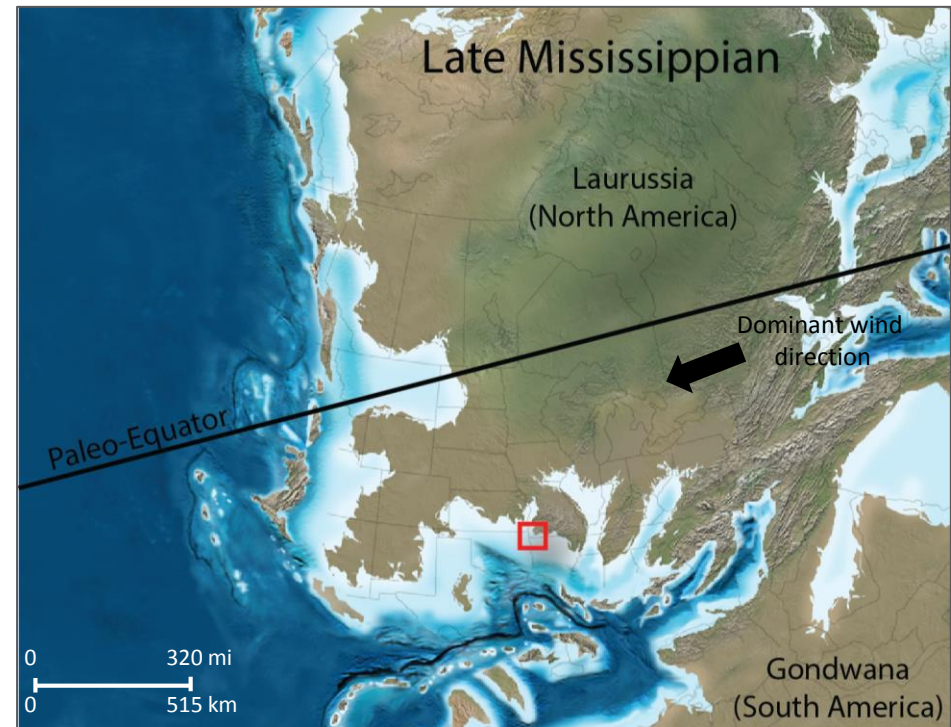 Late Mississippian
Laurussia
(North America)
Dominant wind
direction
Paleo-Equator
0 320 mi
0 515 km
Gondwana
(South America)